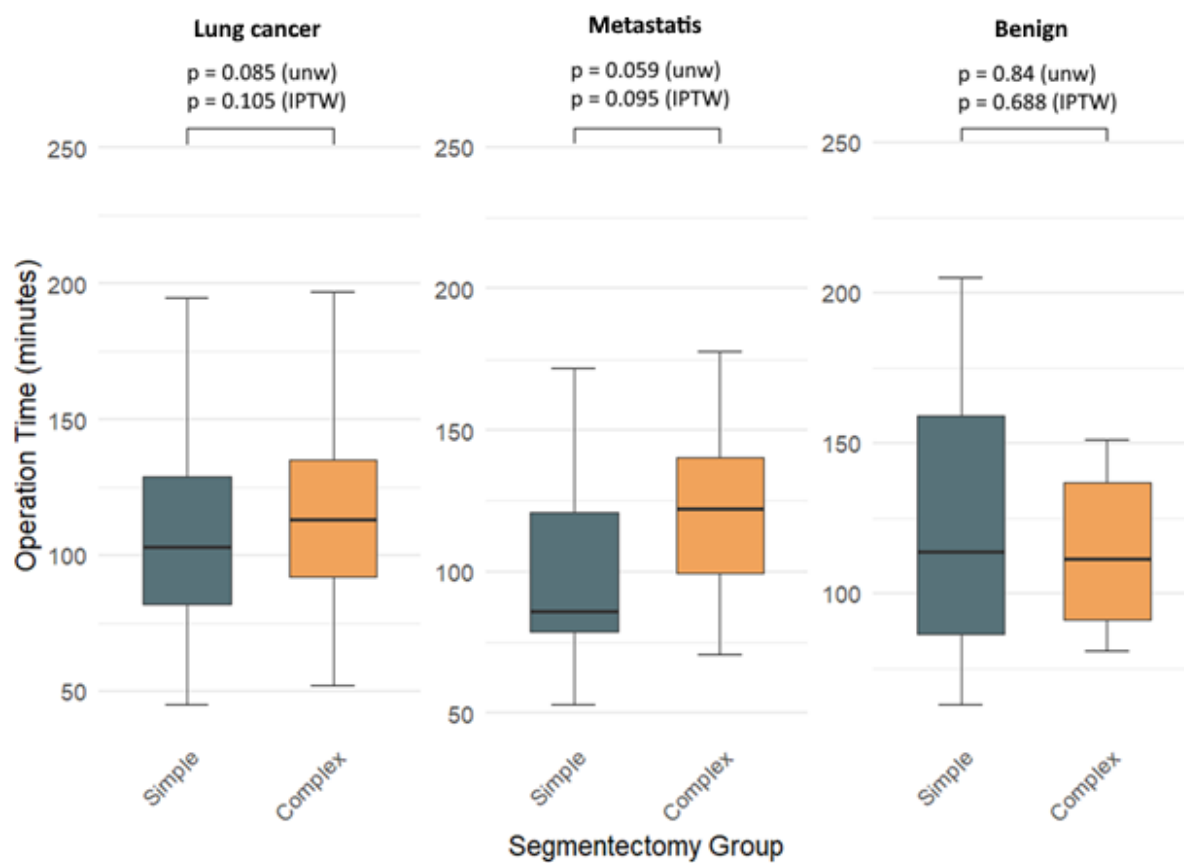 Lung cancer
p = 0.085 (unw)
p = 0.105 (IPTW)
Metastatis
p = 0.059 (unw)
p = 0.095 (IPTW)
Benign
p = 0.84 (unw)
p = 0.688 (IPTW)
Operation Time (minutes)
250
200
150
100
50
250
200
150
100
50
250
200
150
100
Simple
Complex
Simple
Complex
Simple
Complex
Segmentectomy Group